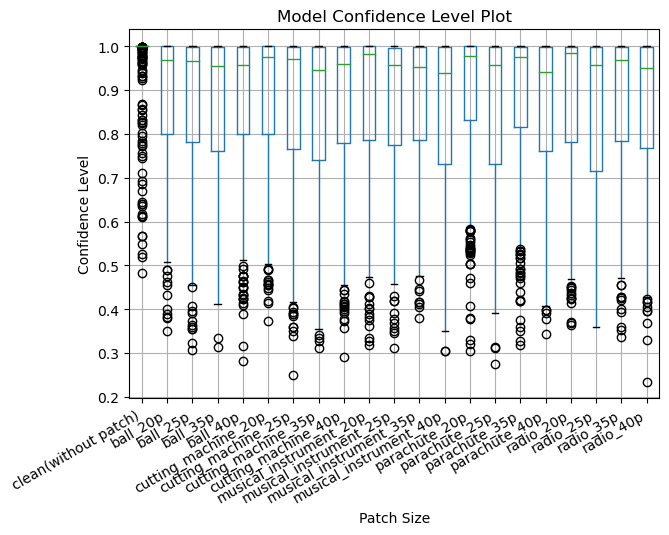 Model Confidence Level Plot
Confidence Level
1.0
0.9
0.8
0.7
0.6
0.5
0.4
0.3
0.2
clean(without patch)
ball_20p
ball_25p
ball_35p
ball_40p
cutting_machine_20p
cutting_machine_25p
cutting_machine_35p
cutting_machine_40p
musical_instrument_20p
musical_instrument_25p
musical_instrument_35p
musical_instrument_40p
parachute_20p
parachute_25p
parachute_35p
parachute_40p
radio_20p
radio_25p
radio_35p
radio_40p
Patch Size